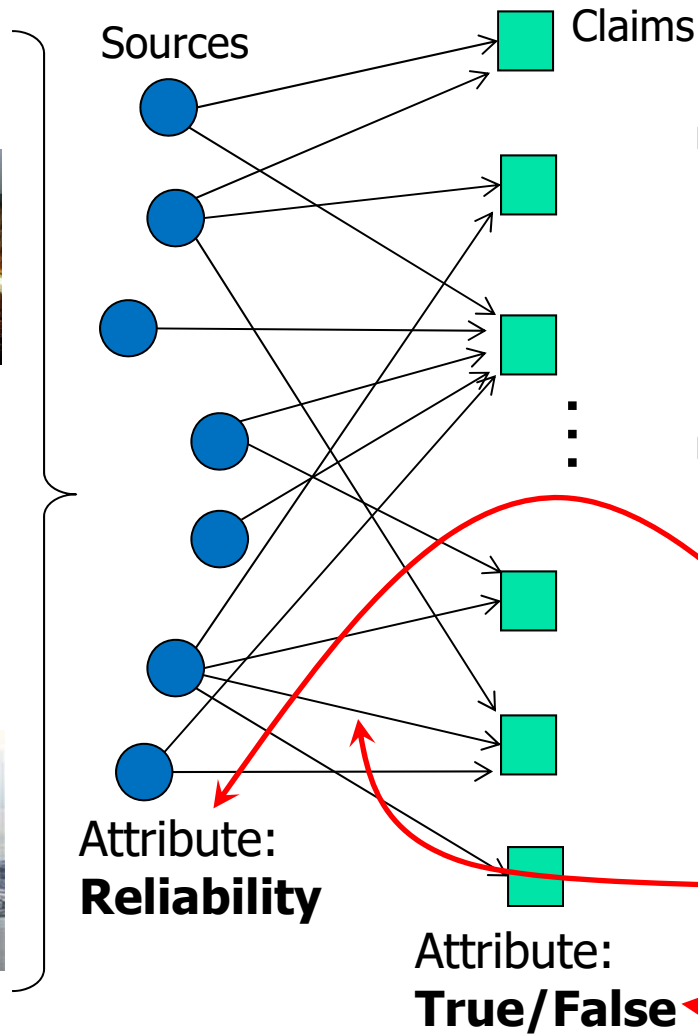 Sources
Claims
Attribute:
Reliability
Attribute:
True/False